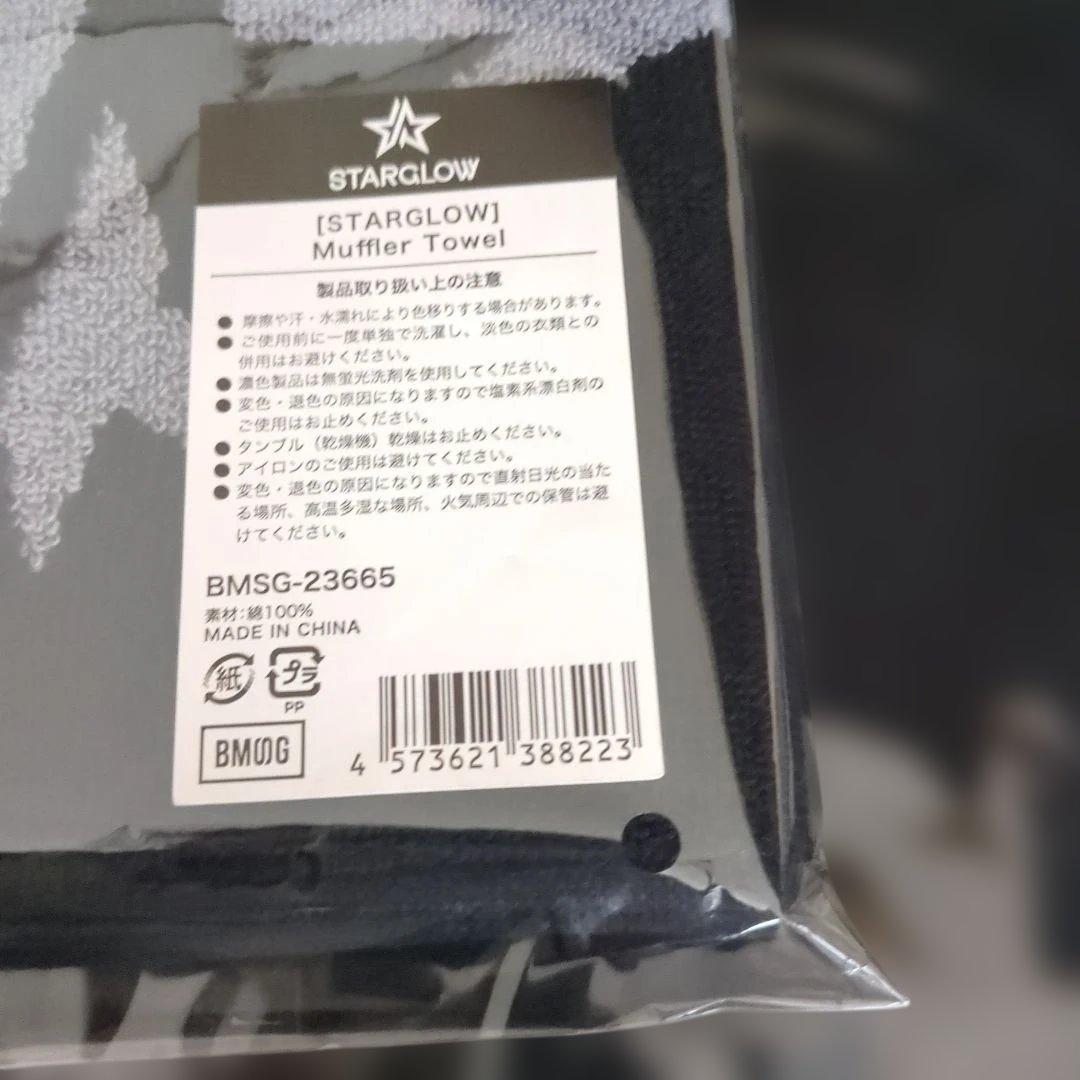 STARGLOW
[STARGLOW]
Muffler Towel
製品取り扱い上の注意
● 摩擦や汗・水濡れにより色移りする場合があります。
● ご使用前に一度単独で洗濯し、淡色の衣類との
併用はお避けください。
● 濃色製品は無蛍光洗剤を使用してください。
● 変色・退色の原因になりますので塩素系漂白剤の
ご使用はお止めください。
● タンブル（乾燥機）乾燥はお止めください。
● アイロンのご使用は避けてください。
● 変色・退色の原因になりますので直射日光の当た
る場所、高温多湿な場所、火気周辺での保管は避
けてください。
BMSG-23665
素材:綿100%
MADE IN CHINA
紙 プラ
PP
BMSG
4 573621 388223